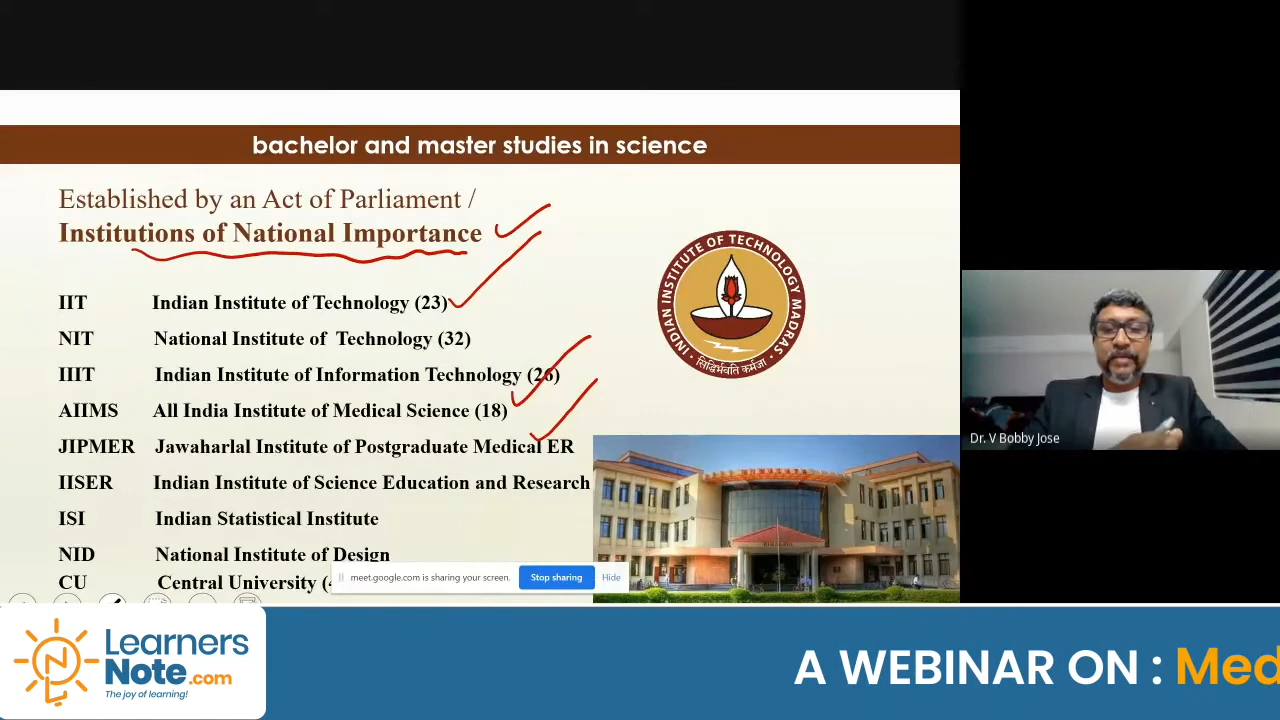 bachelor and master studies in science
Established by an Act of Parliament /
Institutions of National Importance
IIT Indian Institute of Technology (23)
NIT National Institute of Technology (32)
IIIT Indian Institute of Information Technology (26)
AIIMS All India Institute of Medical Science (18)
JIPMER Jawaharlal Institute of Postgraduate Medical ER
IISER Indian Institute of Science Education and Research
ISI Indian Statistical Institute
NID National Institute of Design
CU Central University (
INDIAN INSTITUTE OF TECHNOLOGY MADRAS
सिद्धिर्भवति कर्मजा
meet.google.com is sharing your screen.
Stop sharing
Hide
Dr. V Bobby Jose
Learners
Note.com
The joy of learning!
A WEBINAR ON : Med